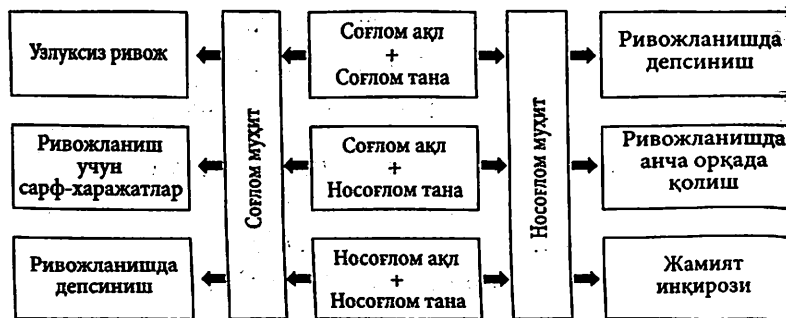 Узлуксиз ривож
Соғлом муҳит
Соғлом ақл
+
Соғлом тана
Носоғлом муҳит
Ривожланишда
депсиниш
Ривожланиш
учун
сарф-харажатлар
Соғлом ақл
+
Носоғлом тана
Ривожланишда
анча орқада
қолиш
Ривожланишда
депсиниш
Носоғлом ақл
+
Носоғлом тана
Жамият
инқирози